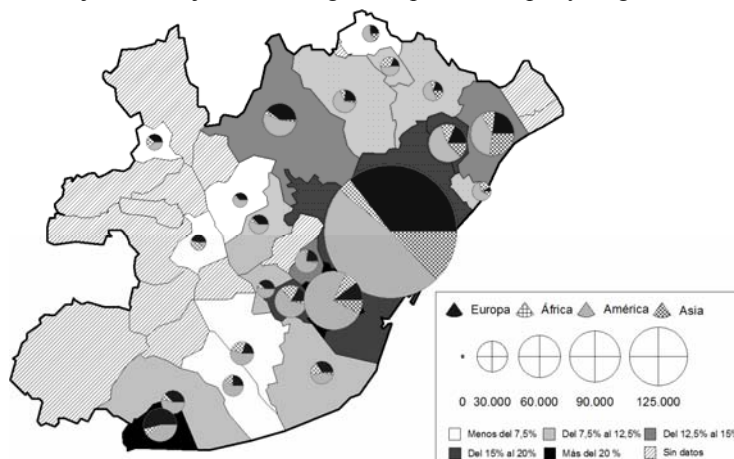 Europa África América Asia
0 30.000 60.000 90.000 125.000
Menos del 7,5% Del 7,5% al 12,5% Del 12,5% al 15%
Del 15% al 20% Más del 20 % Sin datos